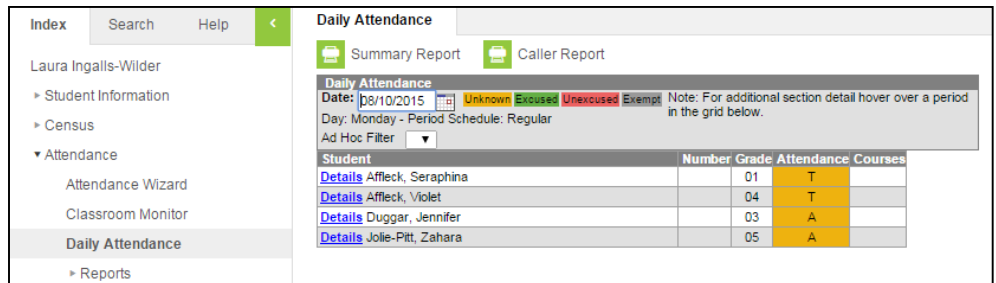 Index Search Help
Laura Ingalls-Wilder
Student Information
Census
Attendance
Attendance Wizard
Classroom Monitor
Daily Attendance
Reports
Daily Attendance
Summary Report Caller Report
Daily Attendance
Date: 08/10/2015 Unknown Excused Unexcused Exempt Note: For additional section detail hover over a period
in the grid below.
Day: Monday - Period Schedule: Regular
Ad Hoc Filter
Student Number Grade Attendance Courses
Details Affleck, Seraphina 01 T
Details Affleck, Violet 04 T
Details Duggar, Jennifer 03 A
Details Jolie-Pitt, Zahara 05 A